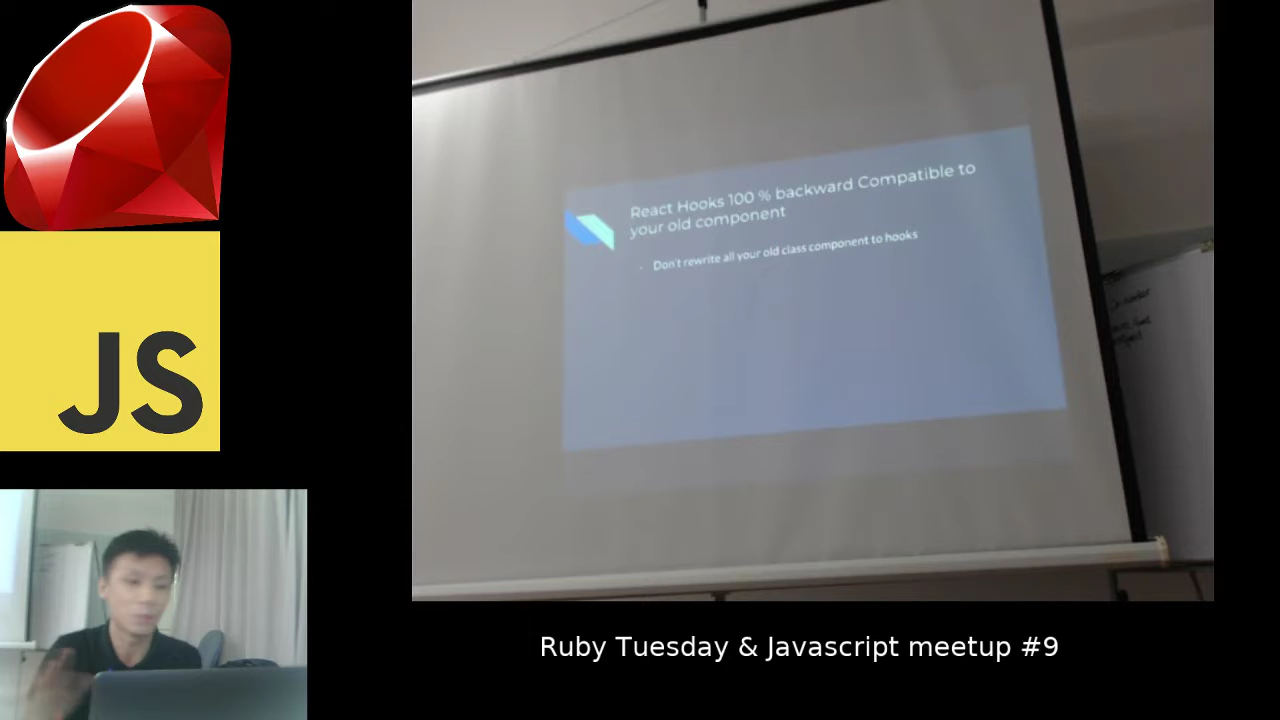 React Hooks 100 % backward Compatible to
your old component
- Don't rewrite all your old class component to hooks
JS
Ruby Tuesday & Javascript meetup #9